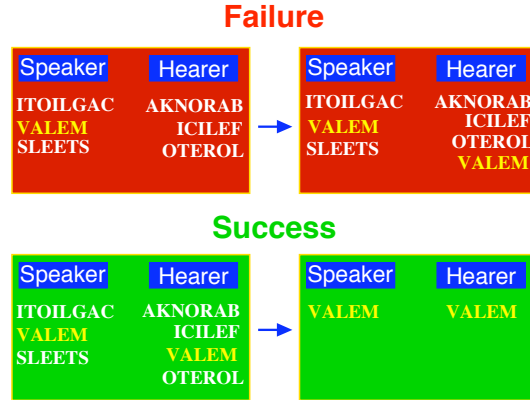 Failure
Speaker Hearer
ITOILGAC AKNORAB
VALEM ICILEF
SLEETS OTEROL
Speaker Hearer
ITOILGAC AKNORAB
VALEM ICILEF
SLEETS OTEROL
VALEM
Success
Speaker Hearer
ITOILGAC AKNORAB
VALEM ICILEF
SLEETS VALEM
OTEROL
Speaker Hearer
VALEM VALEM